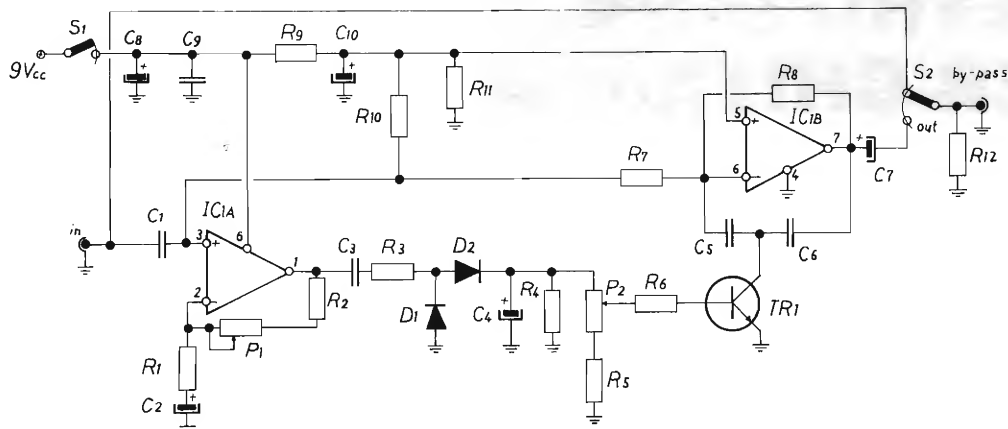 S1
C8
C9
R9
C10
9Vcc
+
+
R10
R11
R8
S2
by-pass
IC1B
5
+
7
+
out
R12
R7
6
4
C7
in
C1
IC1A
3
+
6
1
C3
R3
D2
C5
C6
2
R2
P1
D1
+
C4
R4
P2
R6
TR1
R1
+
C2
R5